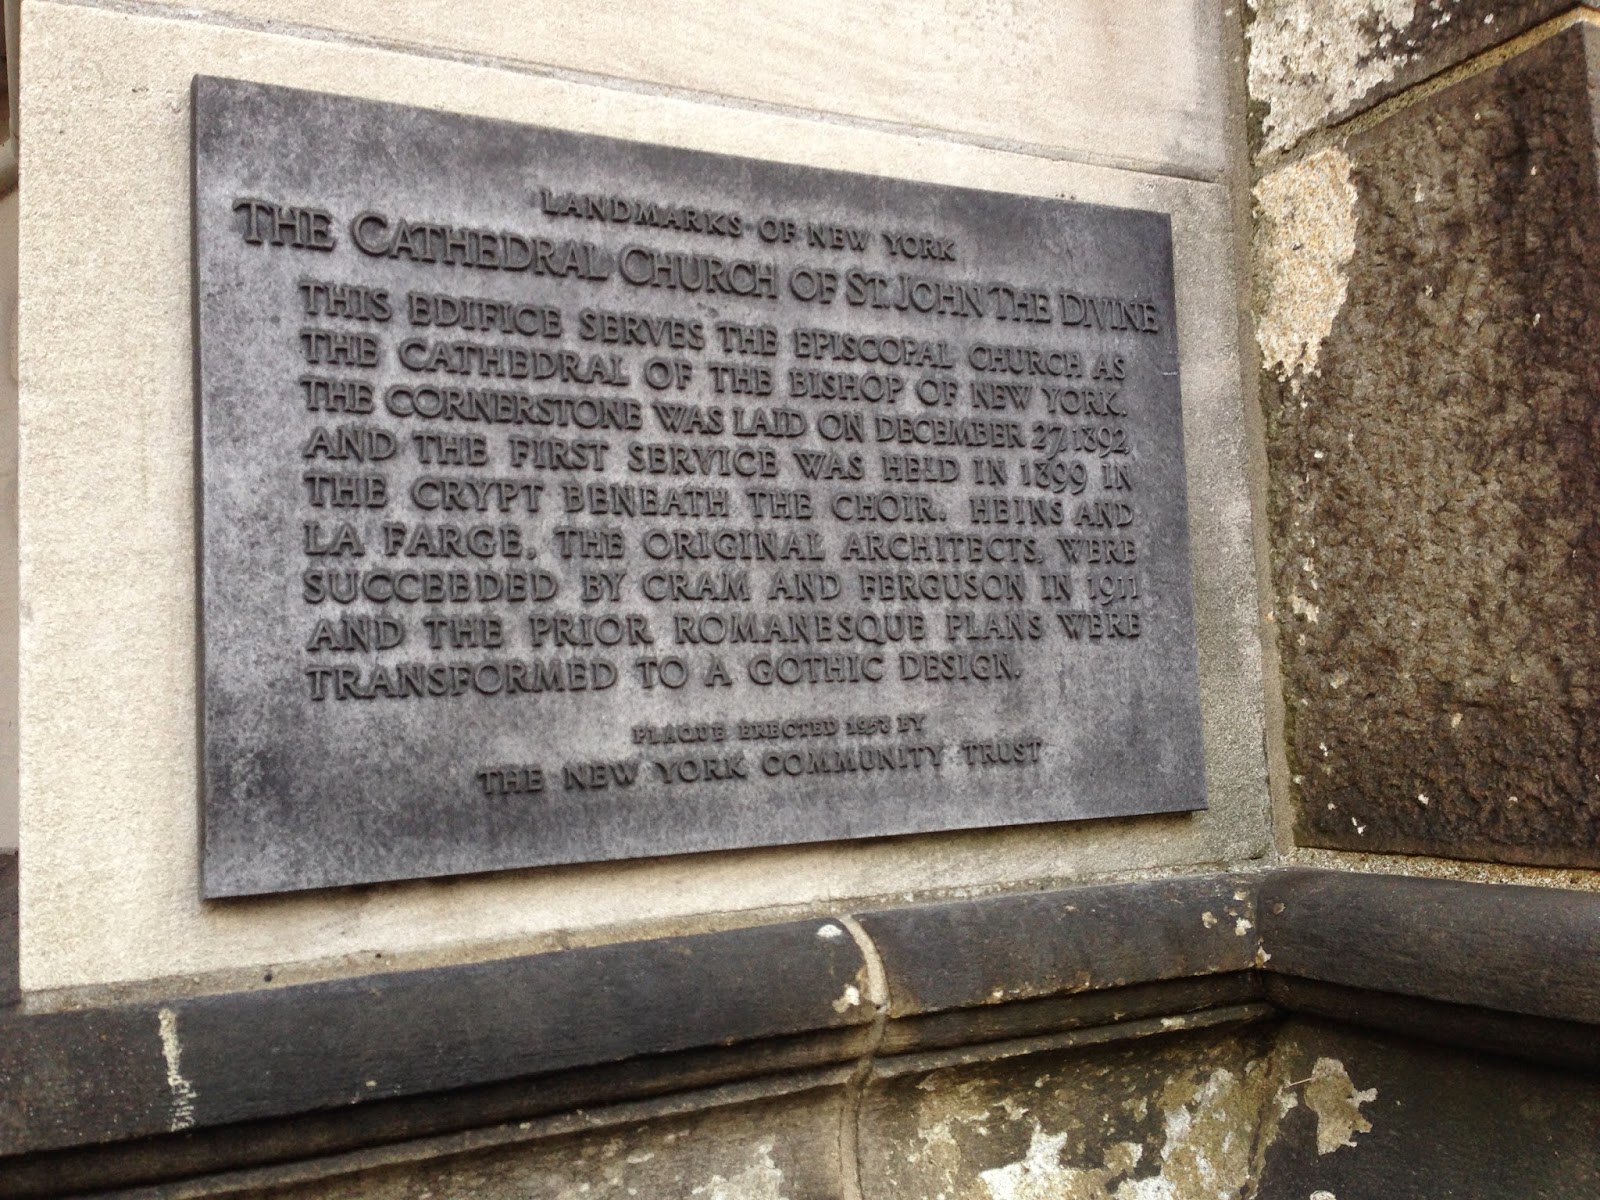 LANDMARKS OF NEW YORK
THE CATHEDRAL CHURCH OF ST. JOHN THE DIVINE
THIS EDIFICE SERVES THE EPISCOPAL CHURCH AS
THE CATHEDRAL OF THE BISHOP OF NEW YORK.
THE CORNERSTONE WAS LAID ON DECEMBER 27, 1892,
AND THE FIRST SERVICE WAS HELD IN 1899 IN
THE CRYPT BENEATH THE CHOIR. HEINS AND
LA FARGE, THE ORIGINAL ARCHITECTS, WERE
SUCCEEDED BY CRAM AND FERGUSON IN 1911
AND THE PRIOR ROMANESQUE PLANS WERE
TRANSFORMED TO A GOTHIC DESIGN.
PLAQUE ERECTED 1958 BY
THE NEW YORK COMMUNITY TRUST